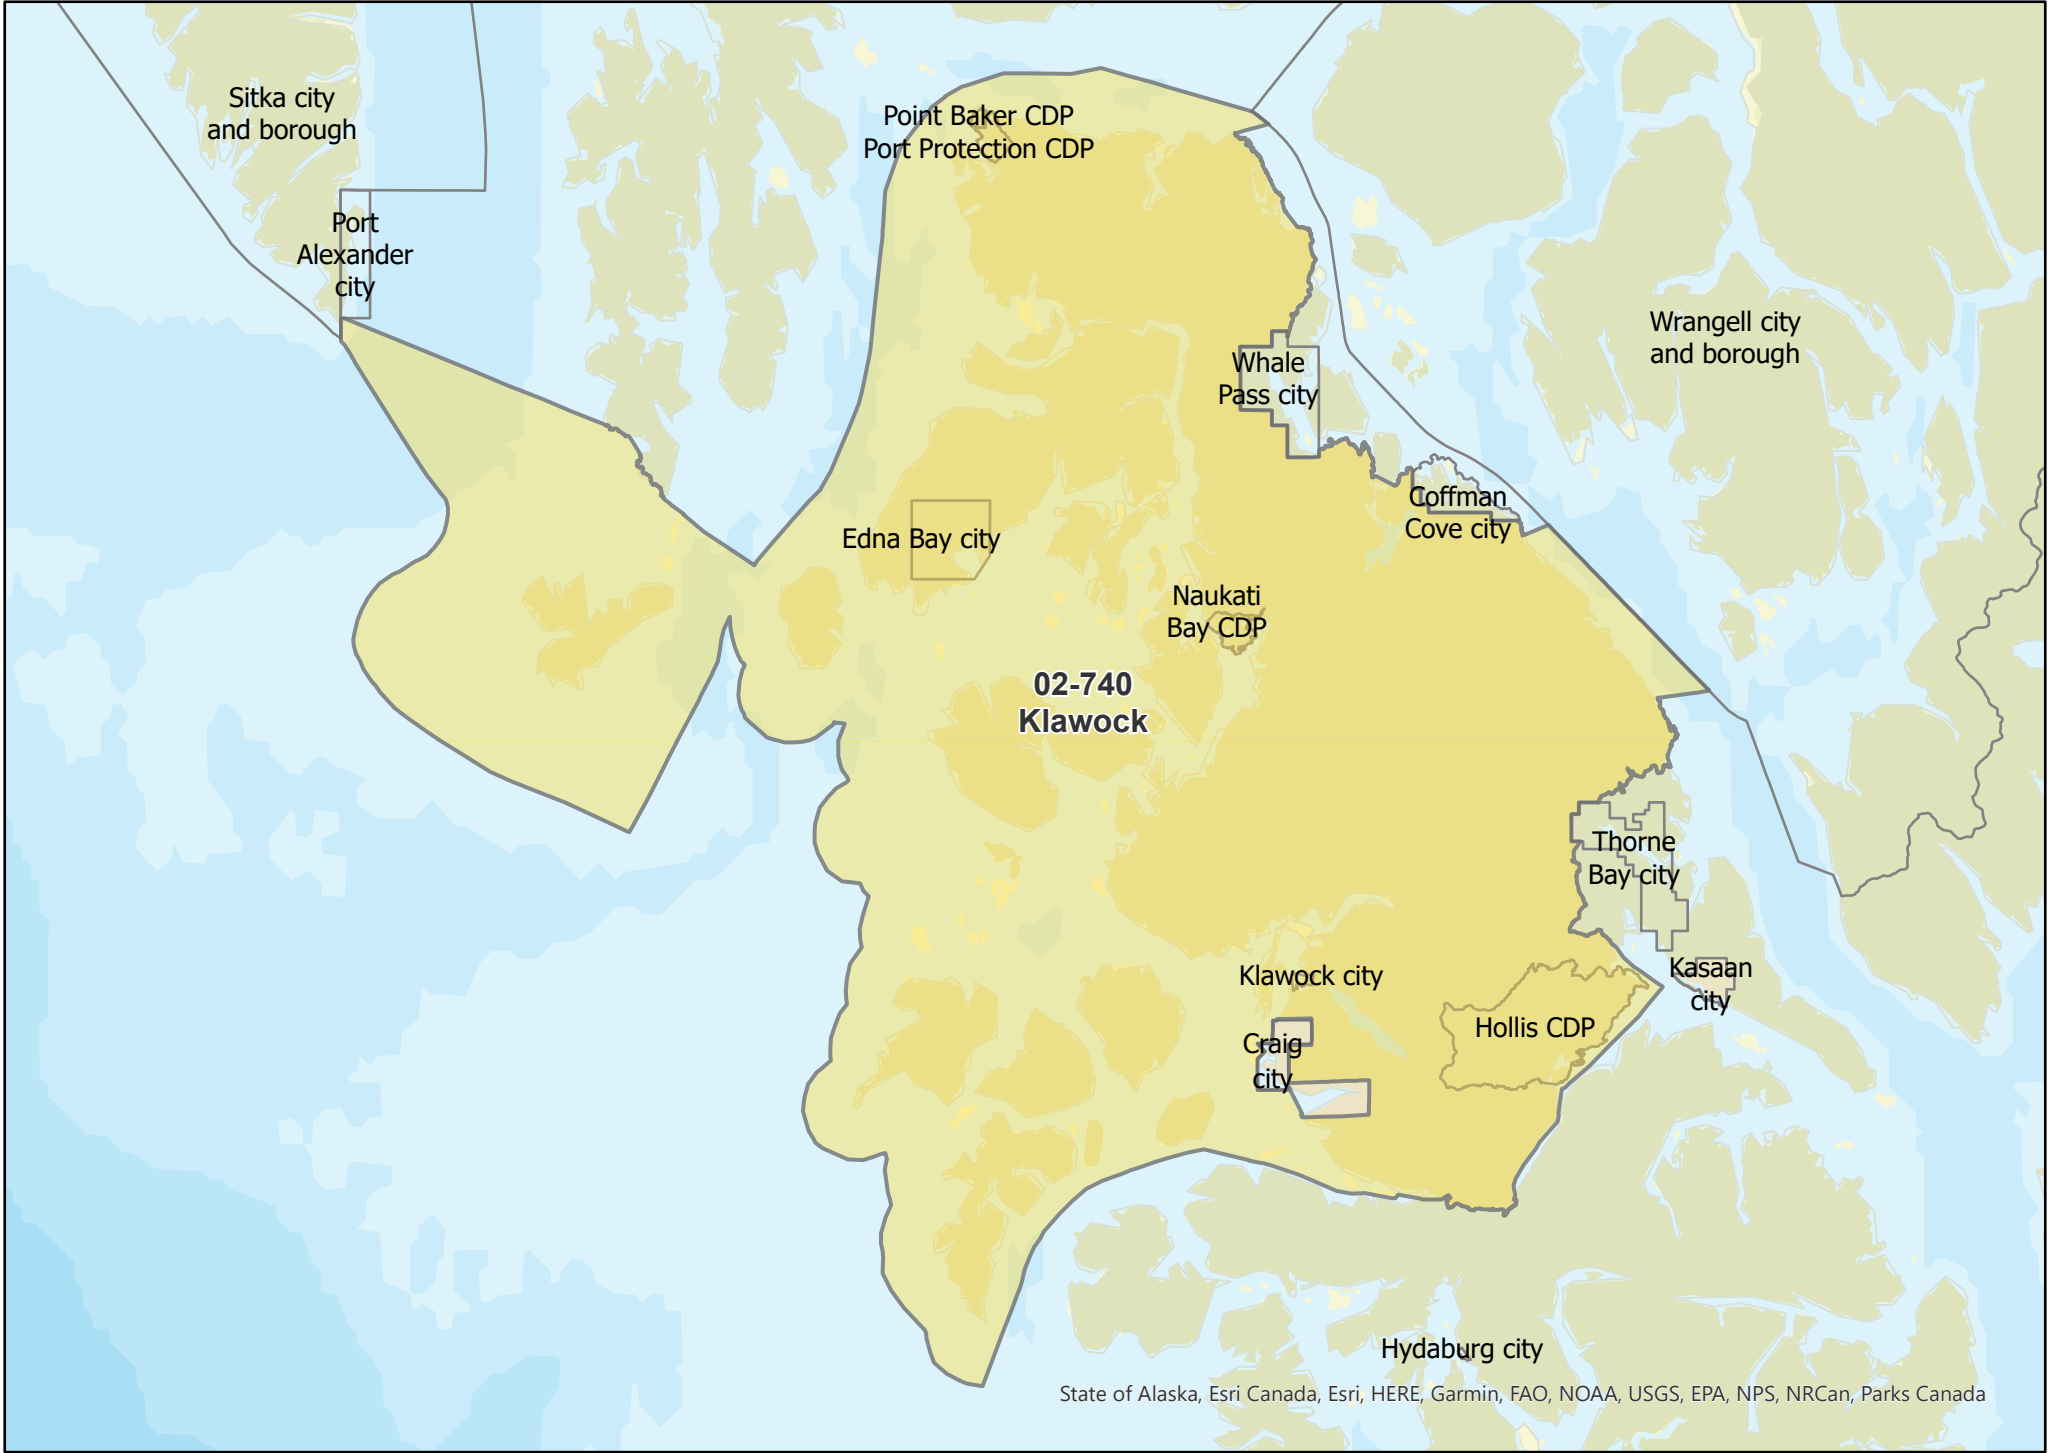 Sitka city
and borough
Point Baker CDP
Port Protection CDP
Port
Alexander
city
Wrangell city
and borough
Whale
Pass city
Coffman
Cove city
Edna Bay city
Naukati
Bay CDP
02-740
Klawock
Thorne
Bay city
Klawock city
Kasaan
city
Hollis CDP
Craig
city
Hydaburg city
State of Alaska, Esri Canada, Esri, HERE, Garmin, FAO, NOAA, USGS, EPA, NPS, NRCan, Parks Canada